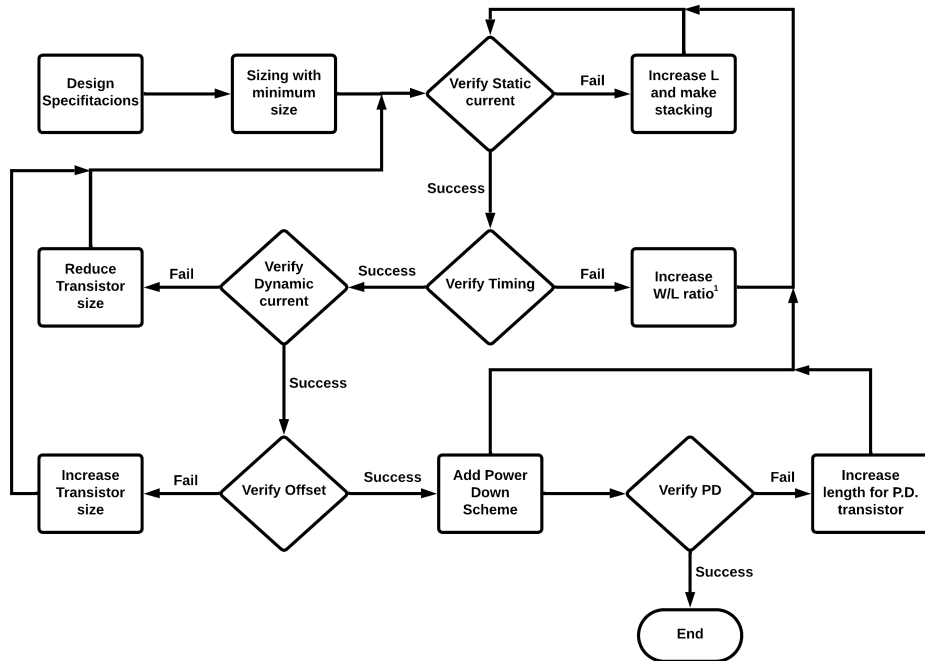 Design
Specifitacions
Sizing with
minimum
size
Verify Static
current
Fail
Increase L
and make
stacking
Success
Reduce
Transistor
size
Fail
Verify
Dynamic
current
Success
Verify Timing
Fail
Increase
W/L ratio¹
Success
Increase
Transistor
size
Fail
Verify Offset
Success
Add Power
Down
Scheme
Verify PD
Fail
Increase
length for P.D.
transistor
Success
End